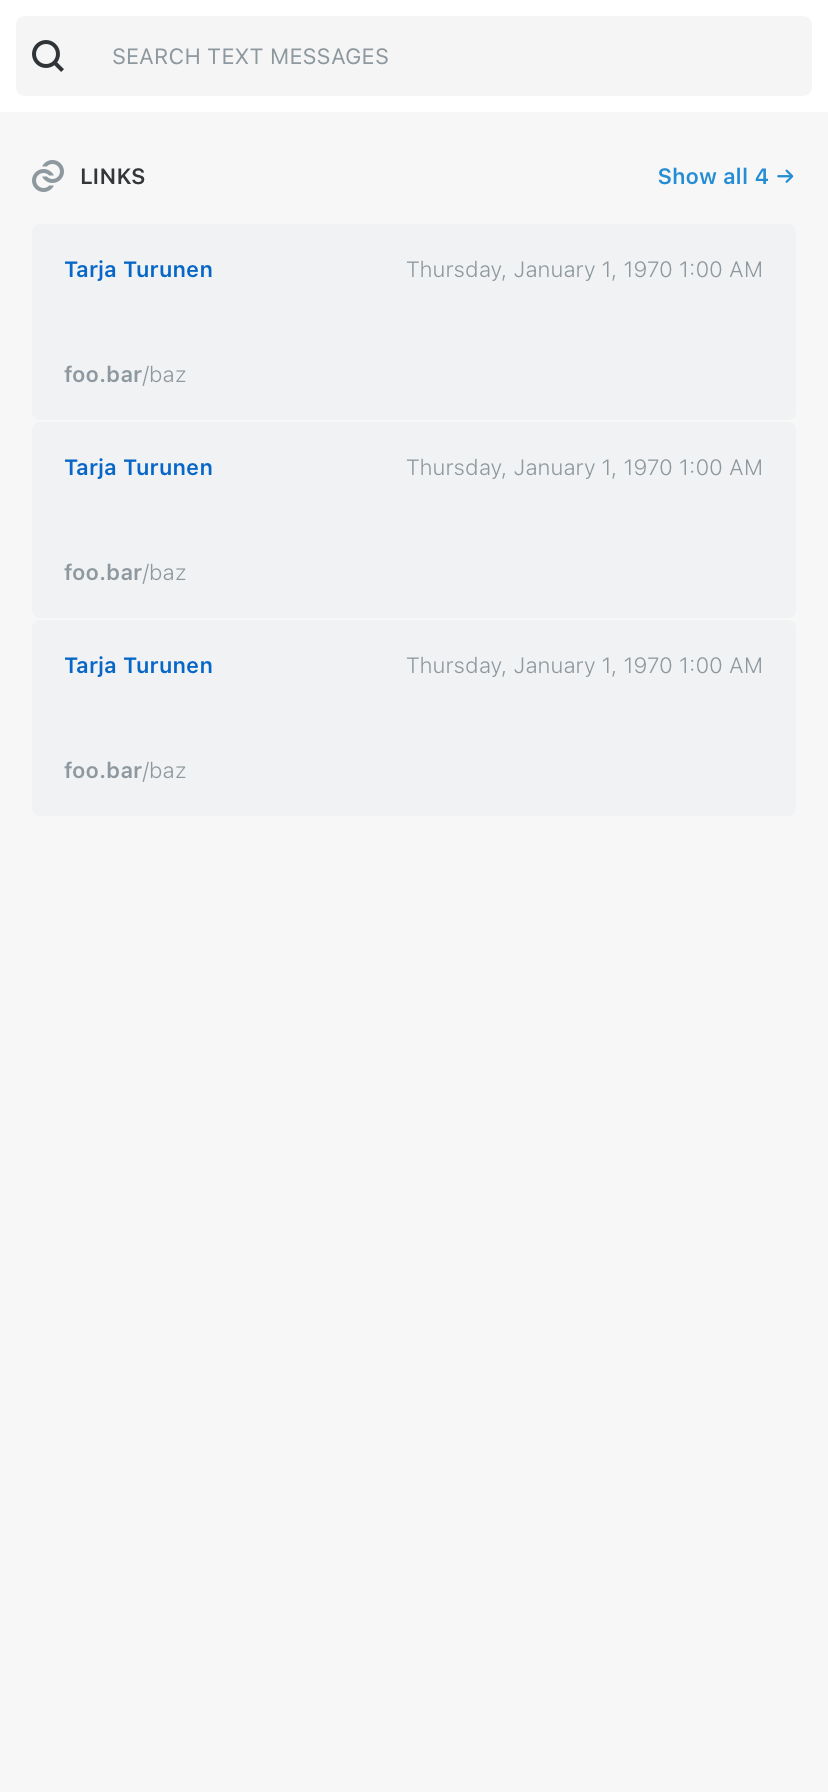 SEARCH TEXT MESSAGES
LINKS Show all 4 →
Tarja Turunen Thursday, January 1, 1970 1:00 AM
foo.bar/baz
Tarja Turunen Thursday, January 1, 1970 1:00 AM
foo.bar/baz
Tarja Turunen Thursday, January 1, 1970 1:00 AM
foo.bar/baz